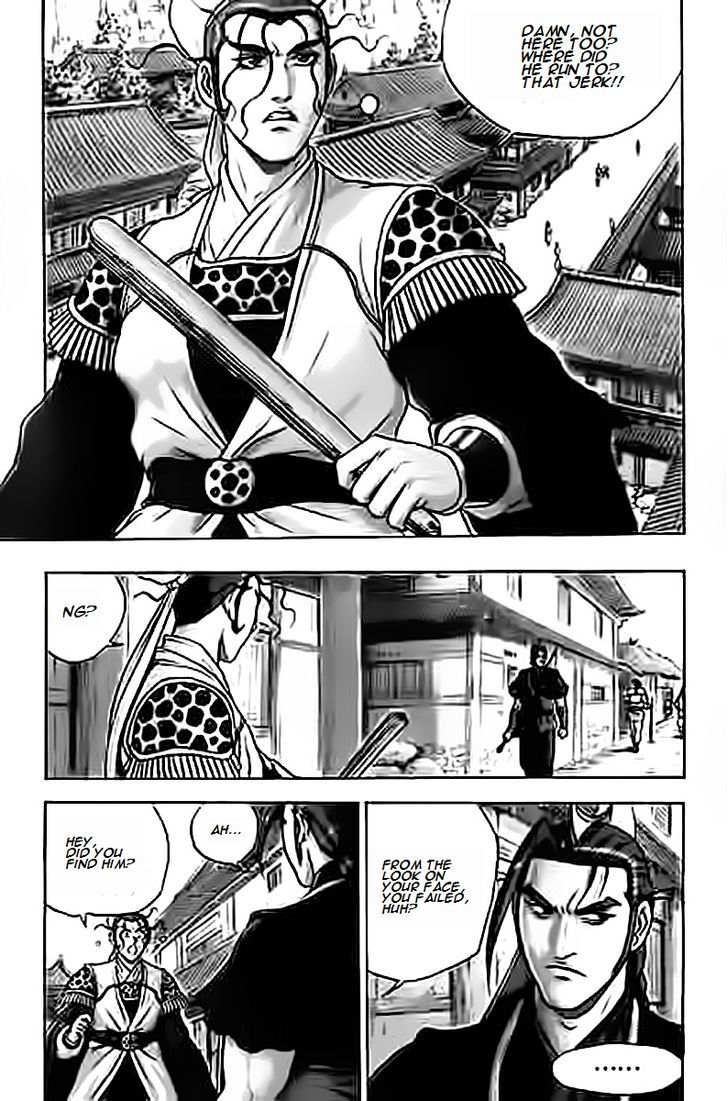 DAMN, NOT
HERE TOO?
WHERE DID
HE RUN TO?
THAT JERK!!
NG?
HEY,
DID YOU
FIND HIM?
AH...
FROM THE
LOOK ON
YOUR FACE,
YOU FAILED,
HUH?
......